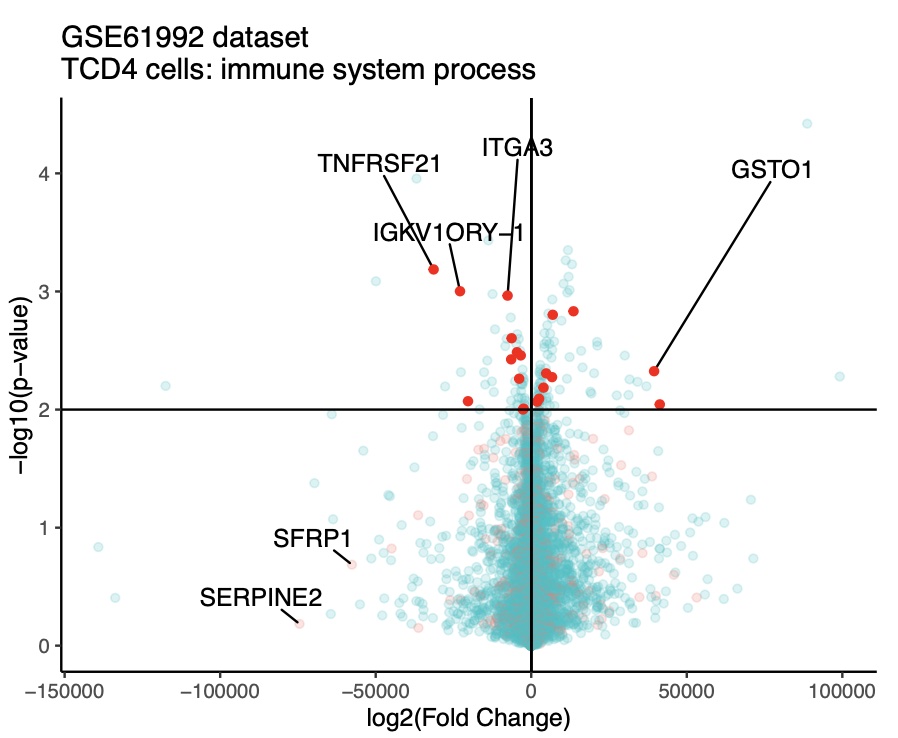 GSE61992 dataset
TCD4 cells: immune system process
ITGA3
TNFRSF21
GSTO1
IGKV1ORY−1
SFRP1
SERPINE2
−log10(p−value)
4
3
2
1
0
−150000
−100000
−50000
0
50000
100000
log2(Fold Change)